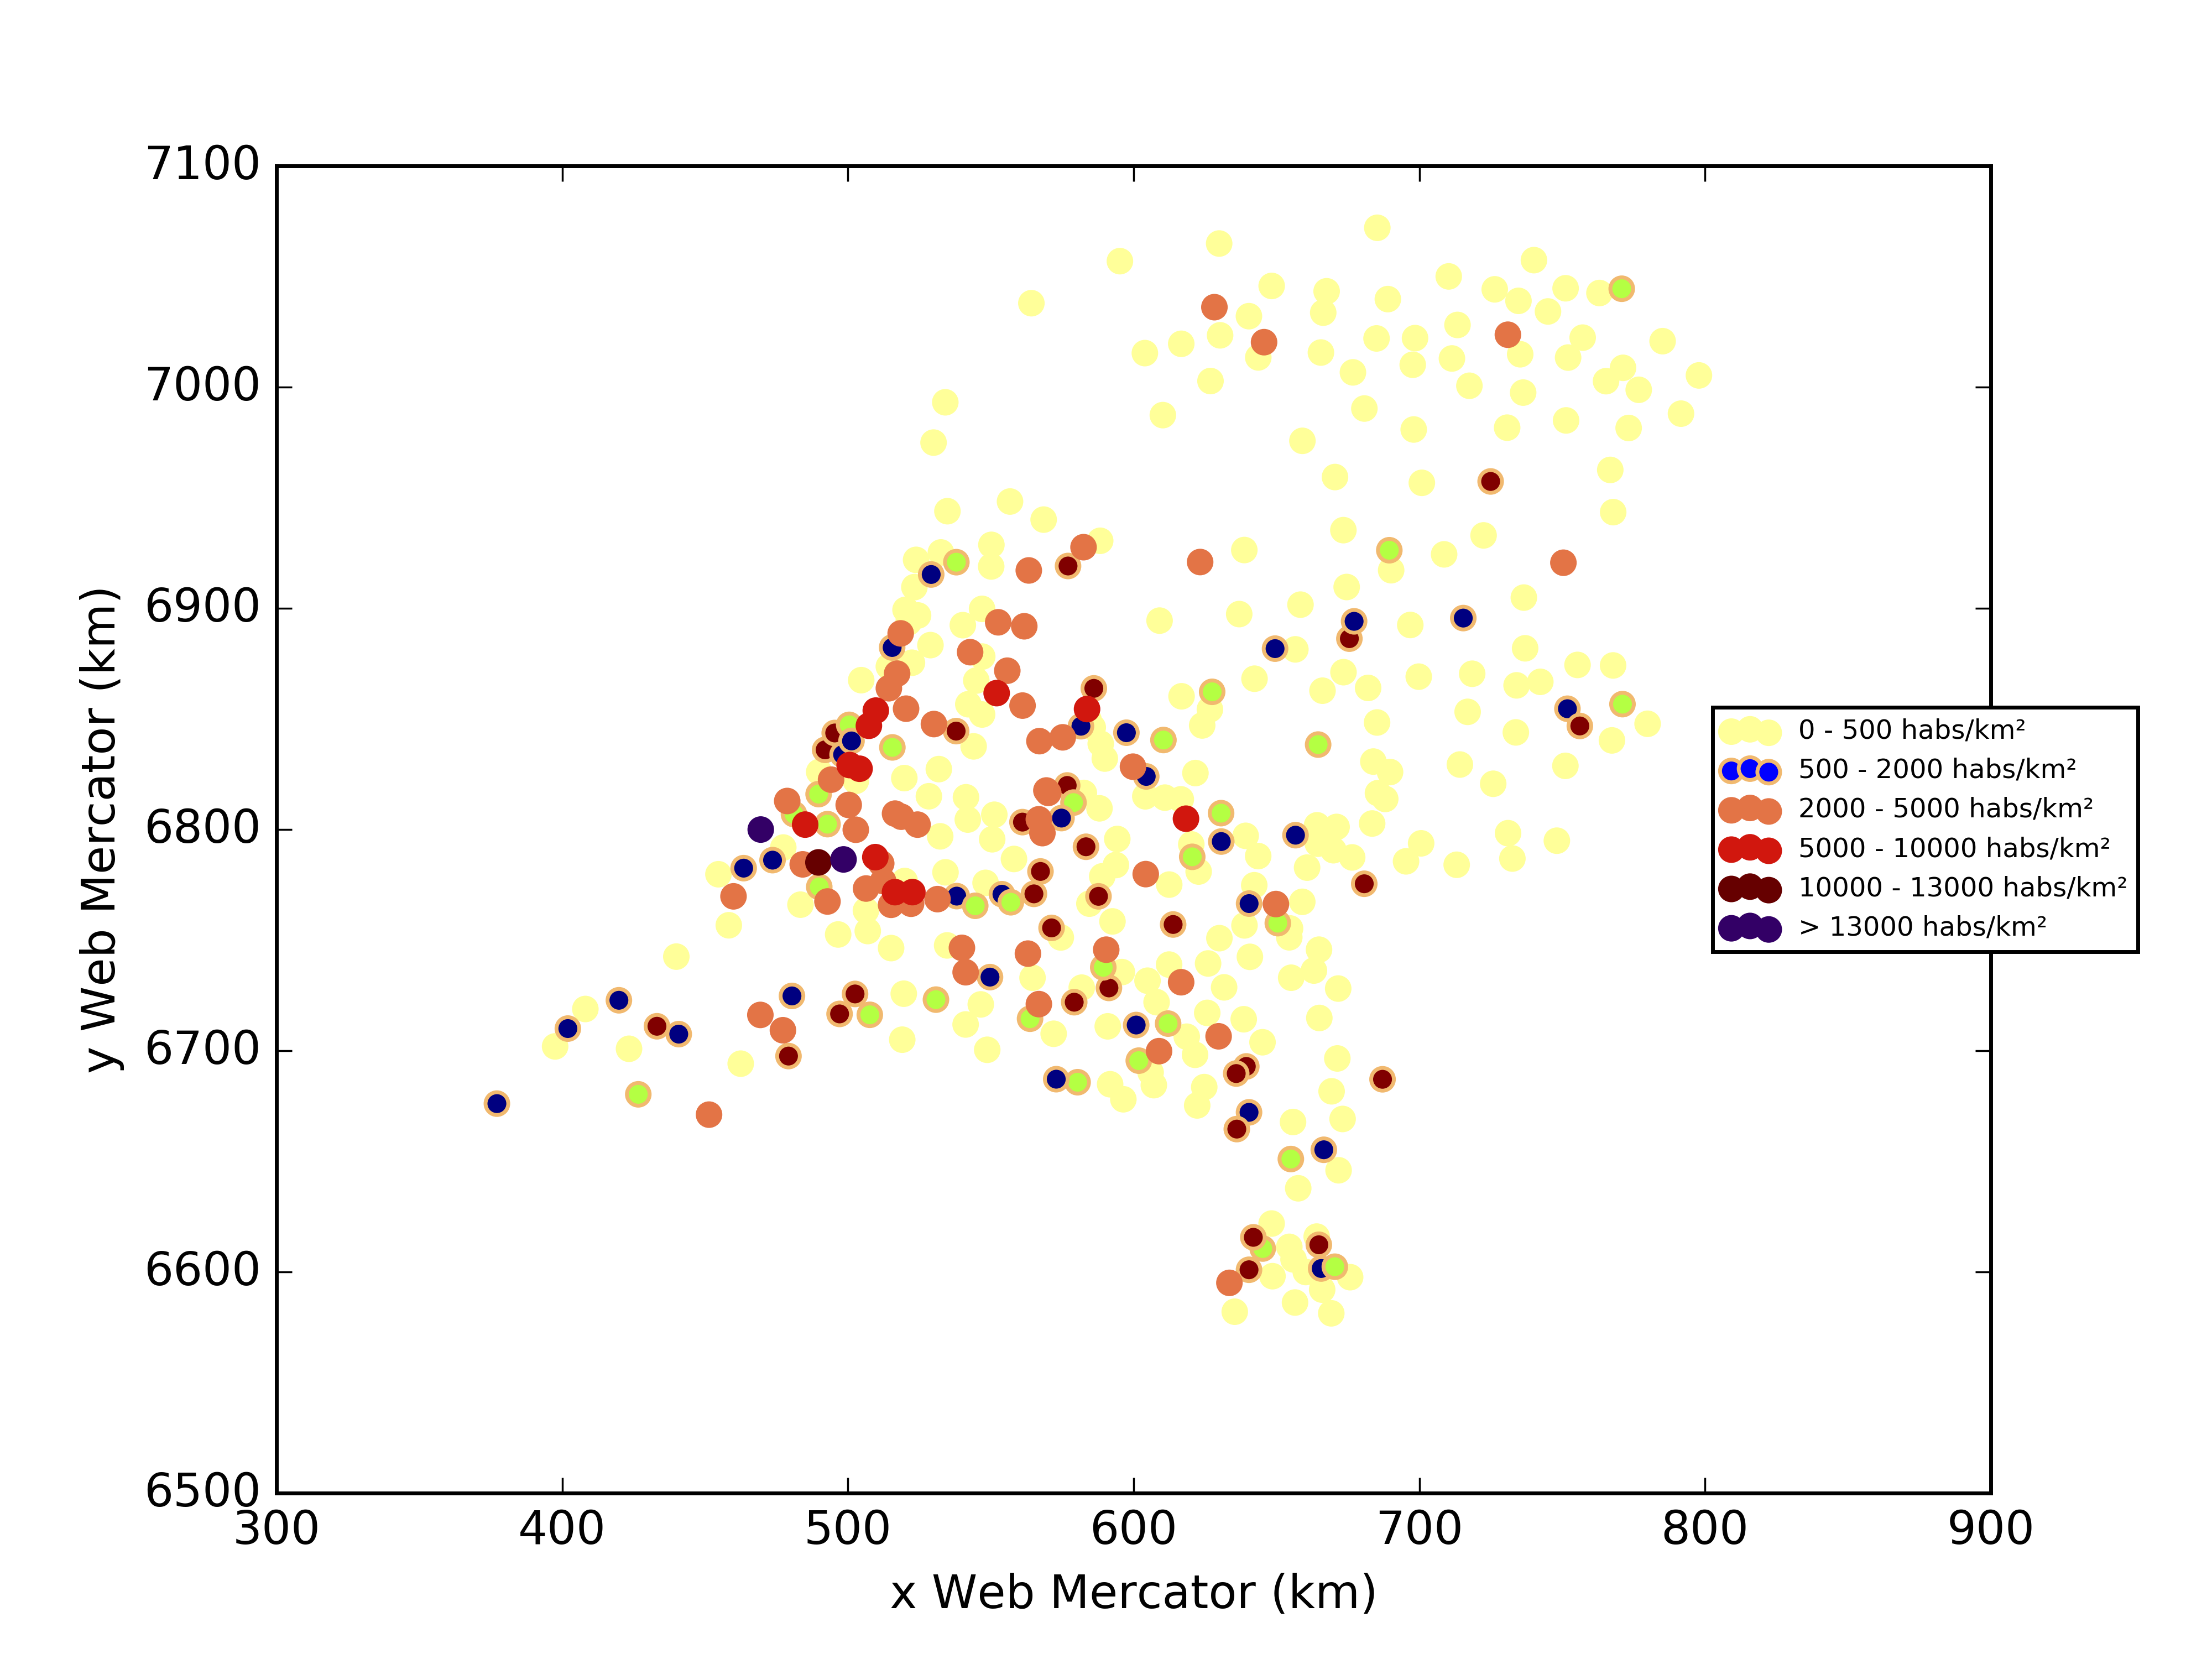 7100
7000
6900
6800
6700
6600
6500
300 400 500 600 700 800 900
x Web Mercator (km)
y Web Mercator (km)
0 - 500 habs/km²
500 - 2000 habs/km²
2000 - 5000 habs/km²
5000 - 10000 habs/km²
10000 - 13000 habs/km²
> 13000 habs/km²